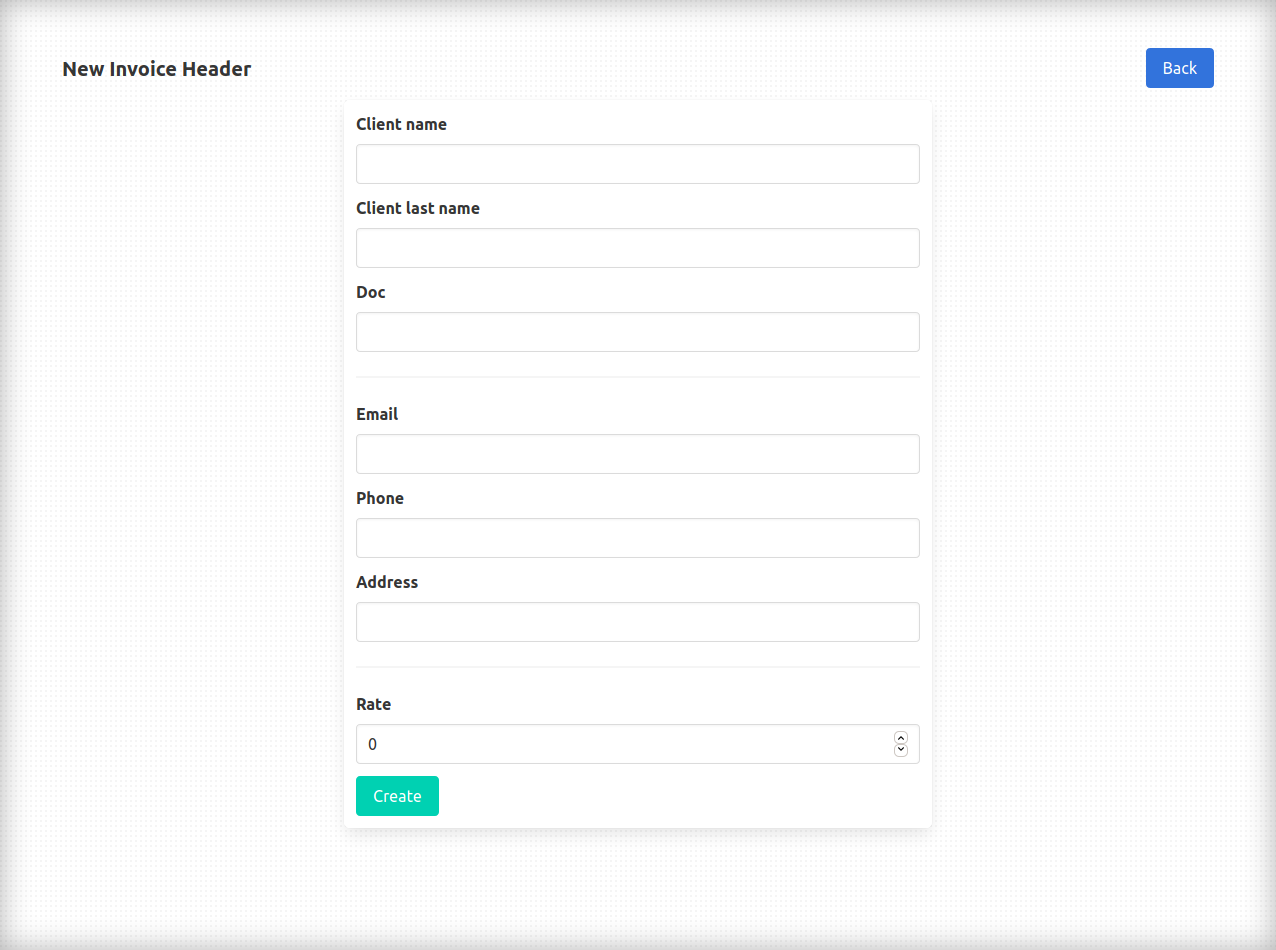 New Invoice Header
Back
Client name
Client last name
Doc
Email
Phone
Address
Rate
0
Create